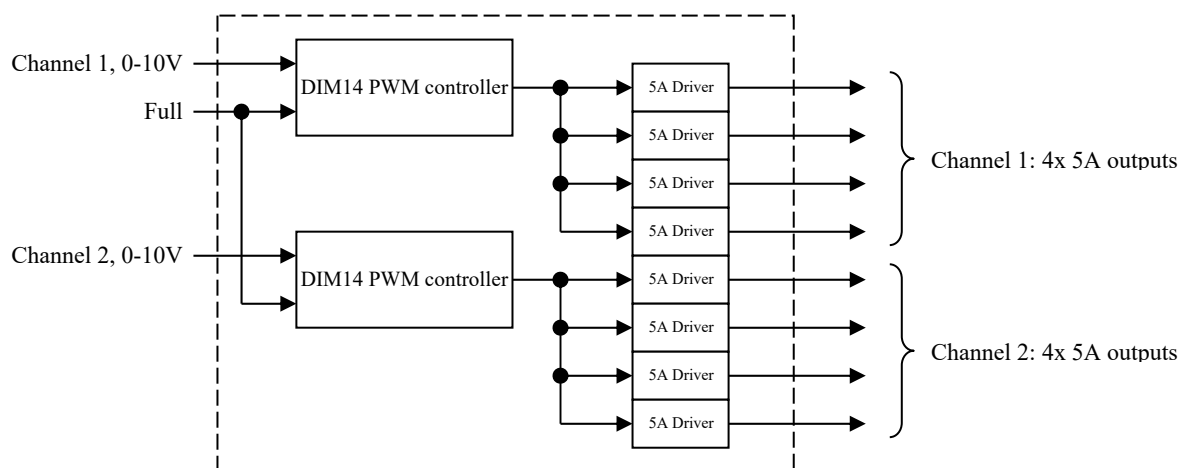 Channel 1, 0-10V
DIM14 PWM controller
Full
5A Driver
5A Driver
5A Driver
5A Driver
Channel 1: 4x 5A outputs
Channel 2, 0-10V
DIM14 PWM controller
5A Driver
5A Driver
5A Driver
5A Driver
Channel 2: 4x 5A outputs